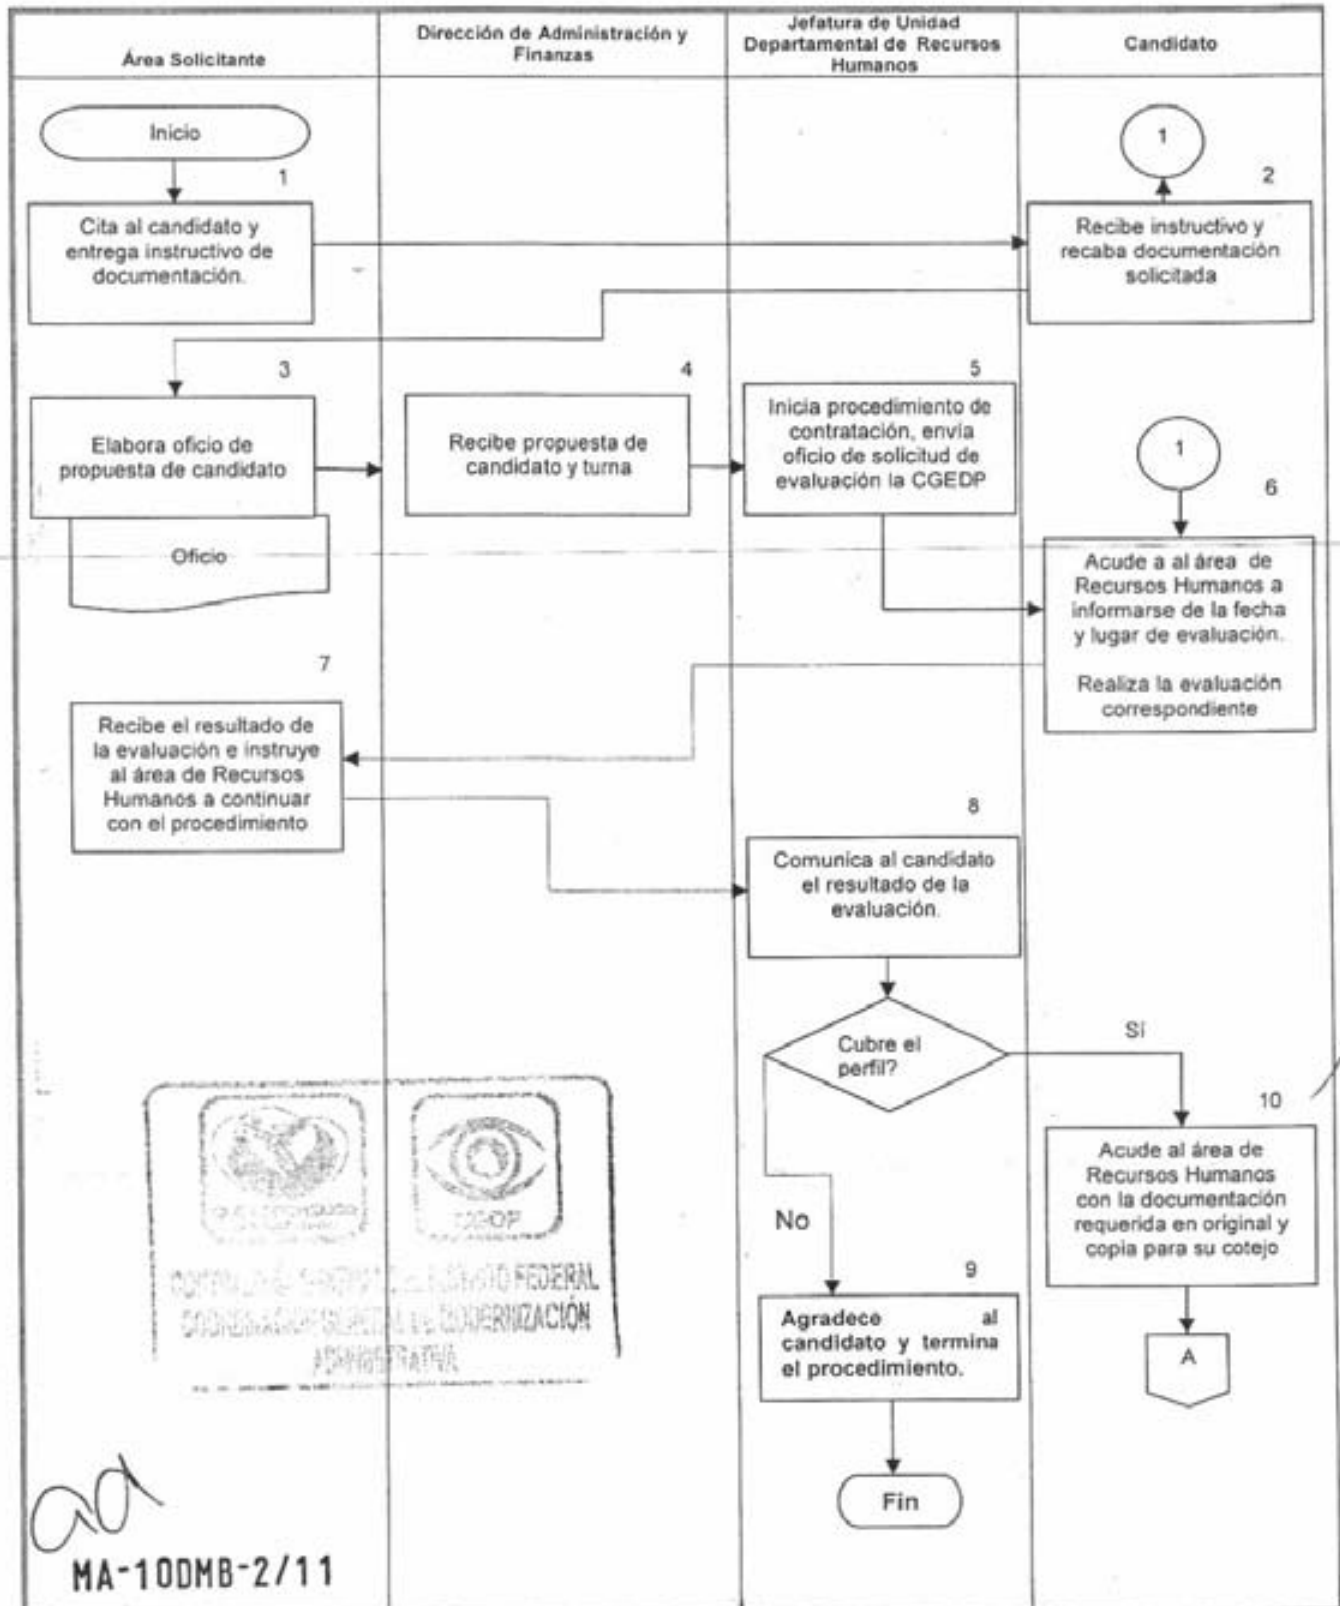 Área Solicitante
Dirección de Administración y
Finanzas
Jefatura de Unidad
Departamental de Recursos
Humanos
Candidato
Inicio
1
1
2
Cita al candidato y
entrega instructivo de
documentación.
Recibe instructivo y
recaba documentación
solicitada
3
Elabora oficio de
propuesta de candidato
Oficio
4
Recibe propuesta de
candidato y turna
5
Inicia procedimiento de
contratación, envía
oficio de solicitud de
evaluación la CGEDP
1
6
Acude a al área de
Recursos Humanos a
informarse de la fecha
y lugar de evaluación.
Realiza la evaluación
correspondiente
7
Recibe el resultado de
la evaluación e instruye
al área de Recursos
Humanos a continuar
con el procedimiento
8
Comunica al candidato
el resultado de la
evaluación.
Cubre el
perfil?
Sí
No
10
Acude al área de
Recursos Humanos
con la documentación
requerida en original y
copia para su cotejo
A
9
Agradece al
candidato y termina
el procedimiento.
Fin
FEDERAL
MODERNIZACIÓN
ADMINISTRATIVA
MA-10DMB-2/11